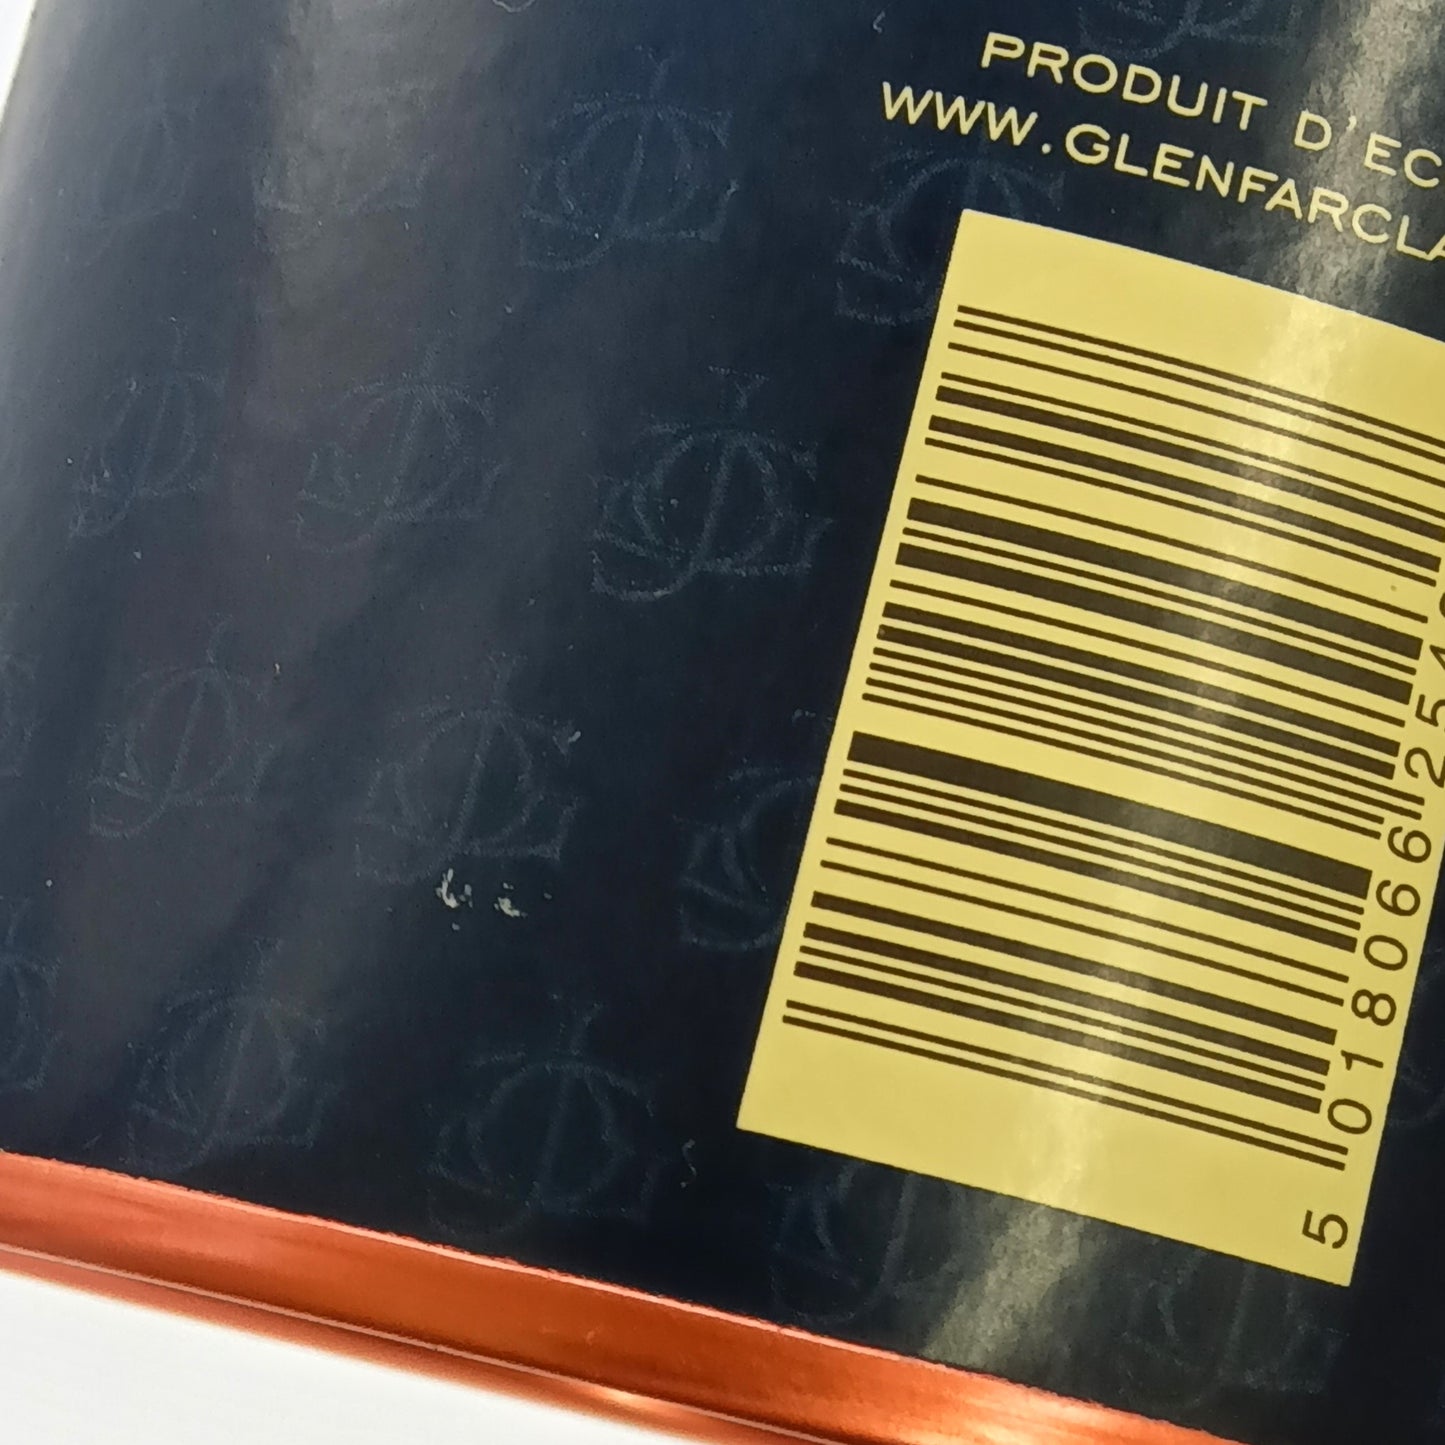 PRODUIT D'EC
WWW.GLENFARCLA
5 018066 254